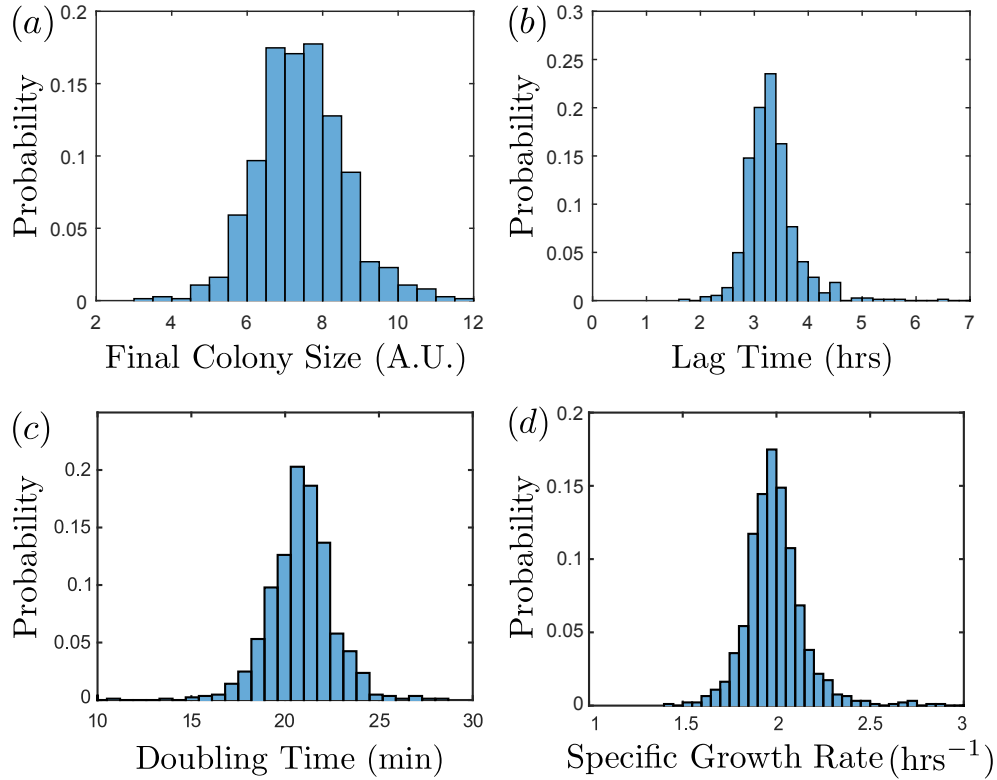 (a)
0.2
0.15
0.1
0.05
0
Probability
2 4 6 8 10 12
Final Colony Size (A.U.)
(b)
0.3
0.25
0.2
0.15
0.1
0.05
0
Probability
0 1 2 3 4 5 6 7
Lag Time (hrs)
(c)
0.2
0.15
0.1
0.05
0
Probability
10 15 20 25 30
Doubling Time (min)
(d)
0.2
0.15
0.1
0.05
0
Probability
1 1.5 2 2.5 3
Specific Growth Rate (hrs⁻¹)